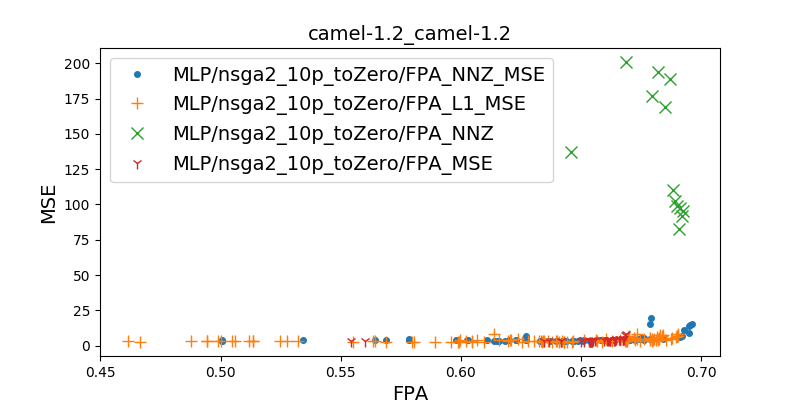 camel-1.2_camel-1.2
MLP/nsga2_10p_toZero/FPA_NNZ_MSE
MLP/nsga2_10p_toZero/FPA_L1_MSE
MLP/nsga2_10p_toZero/FPA_NNZ
MLP/nsga2_10p_toZero/FPA_MSE
MSE
200
175
150
125
100
75
50
25
0
0.45 0.50 0.55 0.60 0.65 0.70
FPA